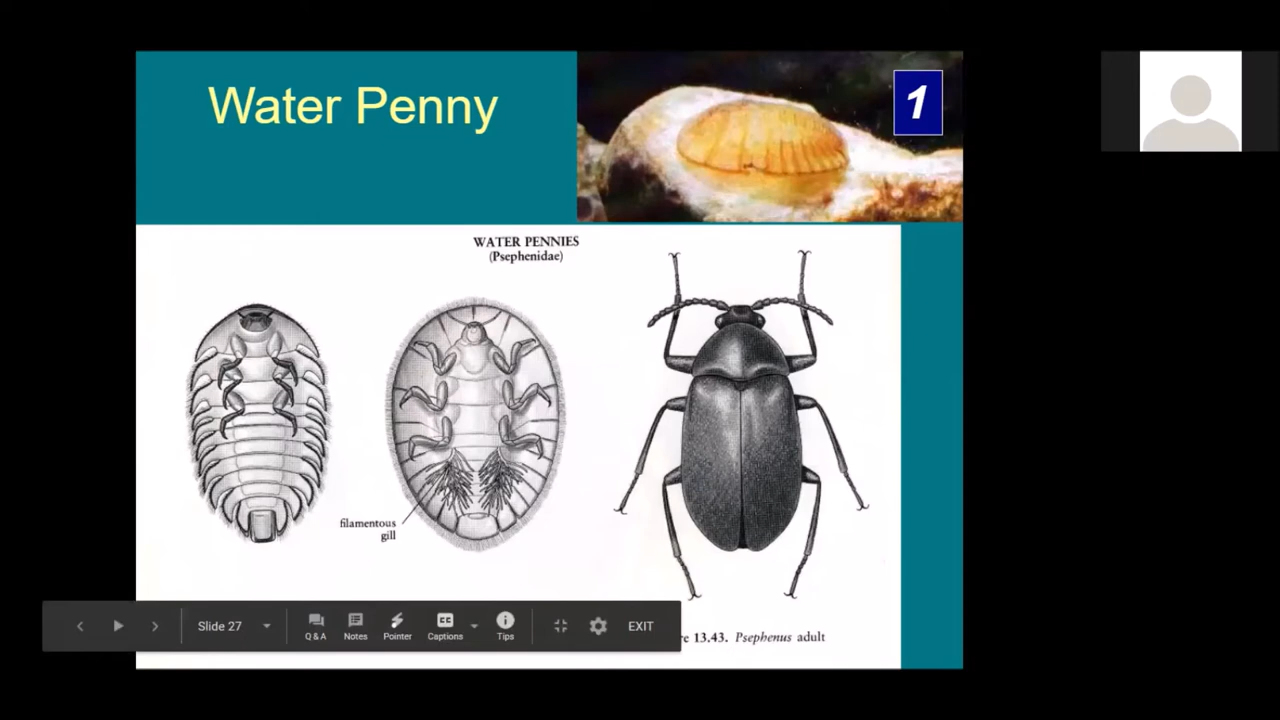 Water Penny
1
WATER PENNIES
(Psephenidae)
filamentous
gill
Slide 27
Q & A
Notes
Pointer
CC
Captions
Tips
EXIT
13.43. Psephenus adult